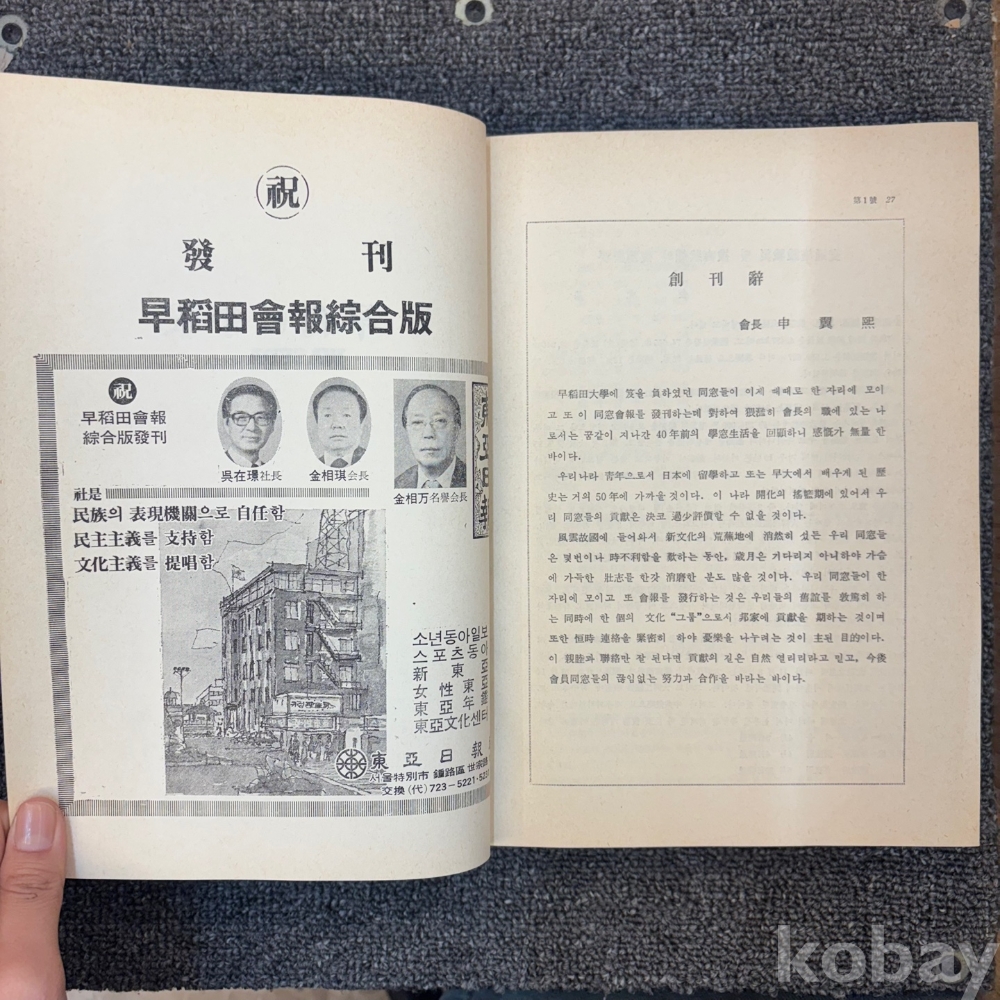 祝
發 刊
早稻田會報綜合版
祝
早稻田會報
綜合版發刊
吳在璟社長
金相琪会長
金相万名譽会長
東亞日報
社是
民族의 表現機關으로 自任함
民主主義를 支持함
文化主義를 提唱함
소년동아일보
스포츠동아
新東亞
女性東亞
東亞年鑑
東亞文化센터
東亞日報
서울特別市 鍾路區 世宗路
交換(代) 723-5221-52
第1號 27
創刊辭
會長 申翼熙
早稻田大學에 笈을 負하였던 同窓들이 이제 때때로 한 자리에 모이
고 또 이 同窓會報를 發刊하는데 對하여 猥濫히 會長의 職에 있는 나
로서는 꿈같이 지나간 40年前의 學窓生活을 回顧하니 感慨가 無量 한
바이다.
우리나라 靑年으로서 日本에 留學하고 또는 早大에서 배우게 된 歷
史는 거의 50年에 가까울 것이다. 이 나라 開化의 搖籃期에 있어서 우
리 同窓들의 貢獻은 決코 過少評價할 수 없을 것이다.
風雲故國에 들어와서 新文化의 荒蕪地에 消然히 섰든 우리 同窓들
은 몇번이나 時不利함을 歎하는 동안, 歲月은 기다리지 아니하야 가슴
에 가득한 壯志를 한갓 消磨한 분도 많을 것이다. 우리 同窓들이 한
자리에 모이고 또 會報를 發行하는 것은 우리들의 舊誼를 敦篤히 하
는 同時에 한 個의 文化 “그룹”으로서 邦家에 貢獻을 期하는 것이며
또한 恒時 連絡을 緊密히 하야 憂樂을 나누려는 것이 主된 目的이다.
이 親睦과 聯絡만 잘 된다면 貢獻의 길은 自然 열리리라고 믿고, 今後
會員同窓들의 끊임없는 努力과 合作을 바라는 바이다.
kobay